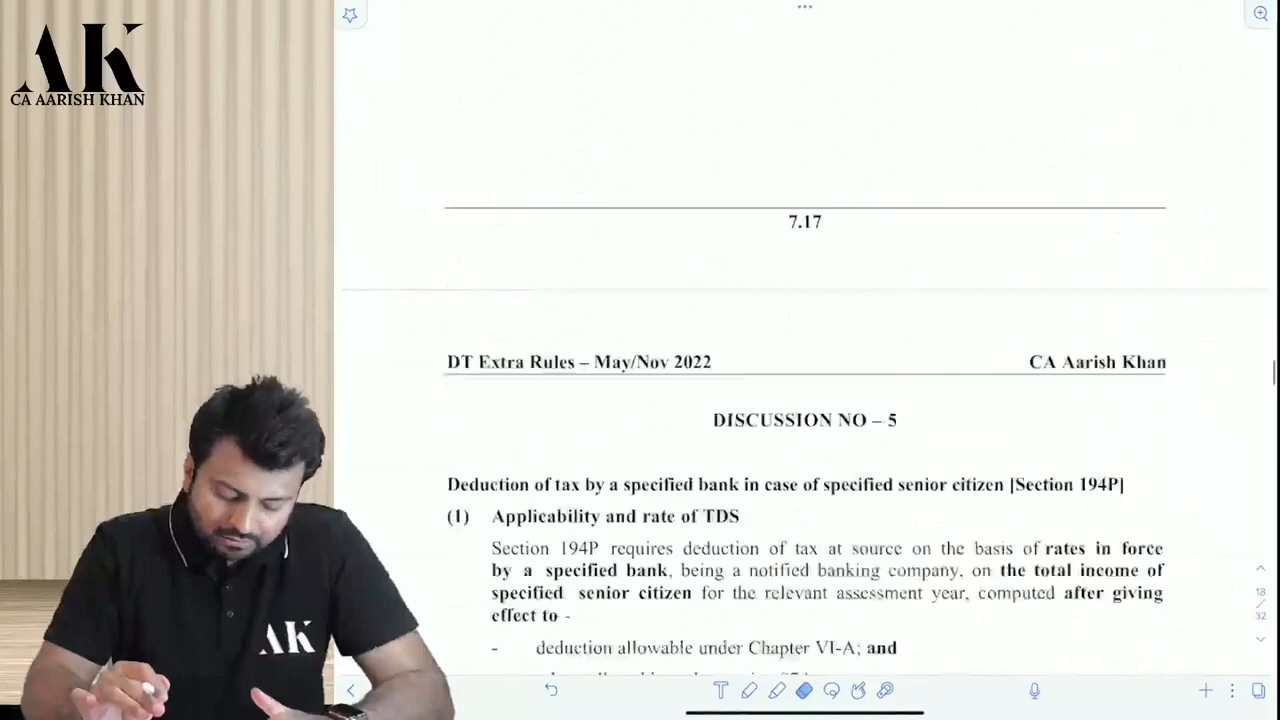 AK
CA AARISH KHAN
7.17
DT Extra Rules – May/Nov 2022
CA Aarish Khan
DISCUSSION NO – 5
Deduction of tax by a specified bank in case of specified senior citizen [Section 194P]
(1) Applicability and rate of TDS
Section 194P requires deduction of tax at source on the basis of rates in force
by a specified bank, being a notified banking company, on the total income of
specified senior citizen for the relevant assessment year, computed after giving
effect to -
- deduction allowable under Chapter VI-A; and
18
/
32
AK